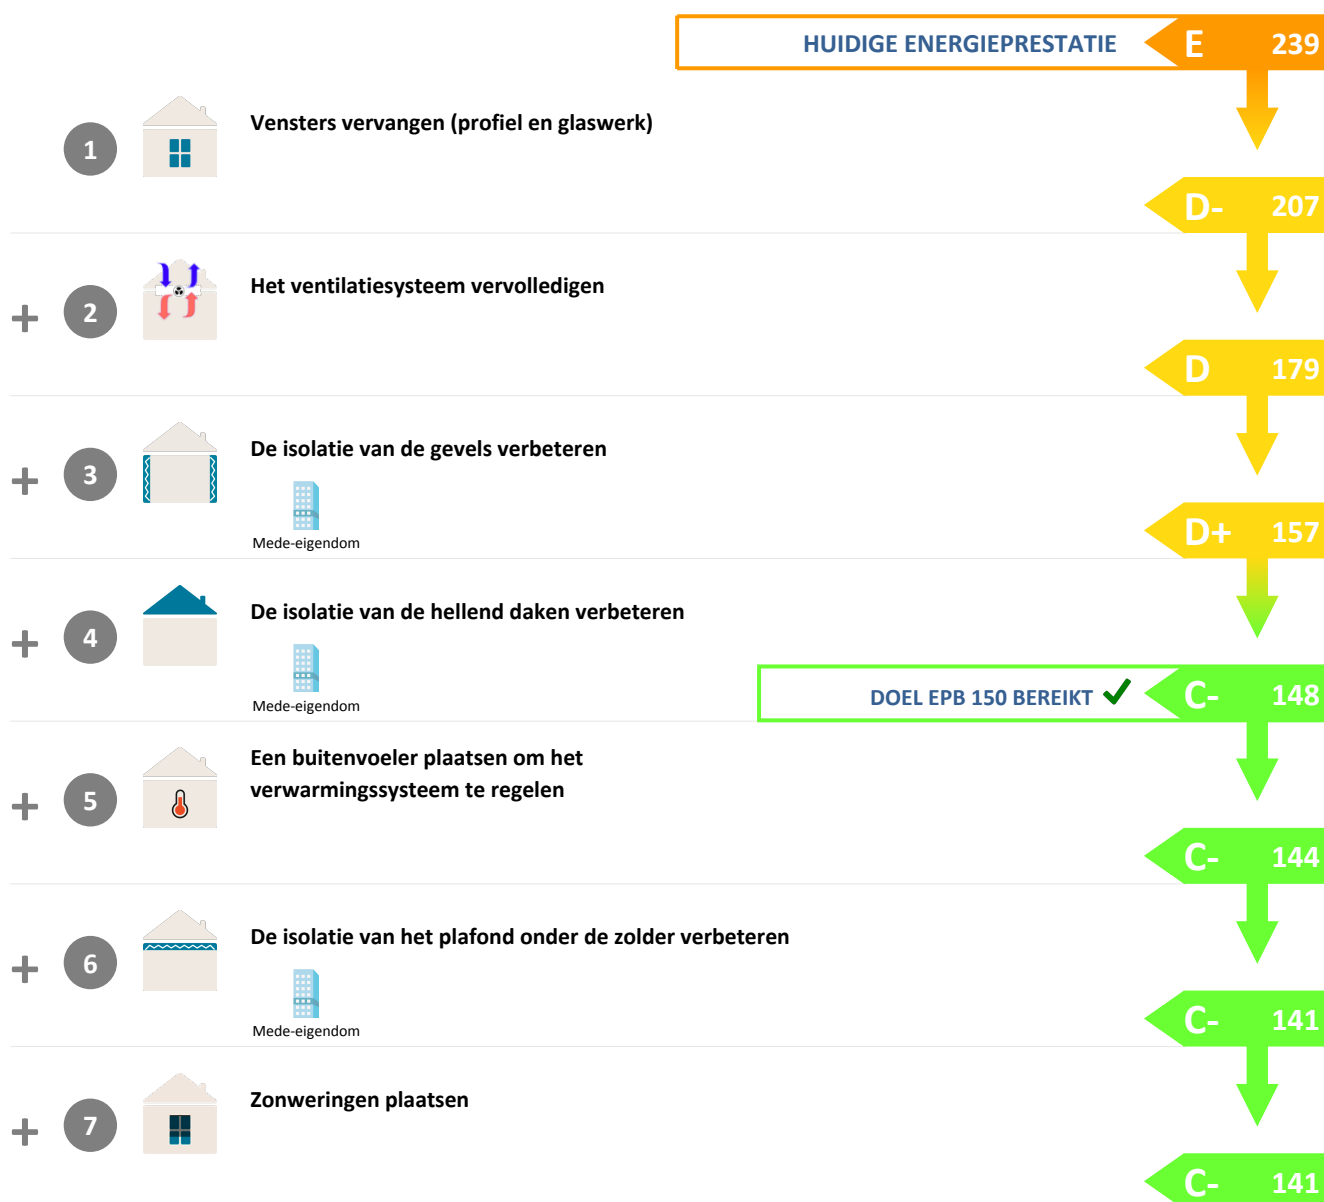 HUIDIGE ENERGIEPRESTATIE E 239
1 Vensters vervangen (profiel en glaswerk)
D- 207
+ 2 Het ventilatiesysteem vervolledigen
D 179
+ 3 De isolatie van de gevels verbeteren
Mede-eigendom
D+ 157
+ 4 De isolatie van de hellend daken verbeteren
Mede-eigendom
DOEL EPB 150 BEREIKT ✓ C- 148
Een buitenvoeler plaatsen om het
+ 5 verwarmingssysteem te regelen
C- 144
+ 6 De isolatie van het plafond onder de zolder verbeteren
Mede-eigendom
C- 141
+ 7 Zonweringen plaatsen
C- 141